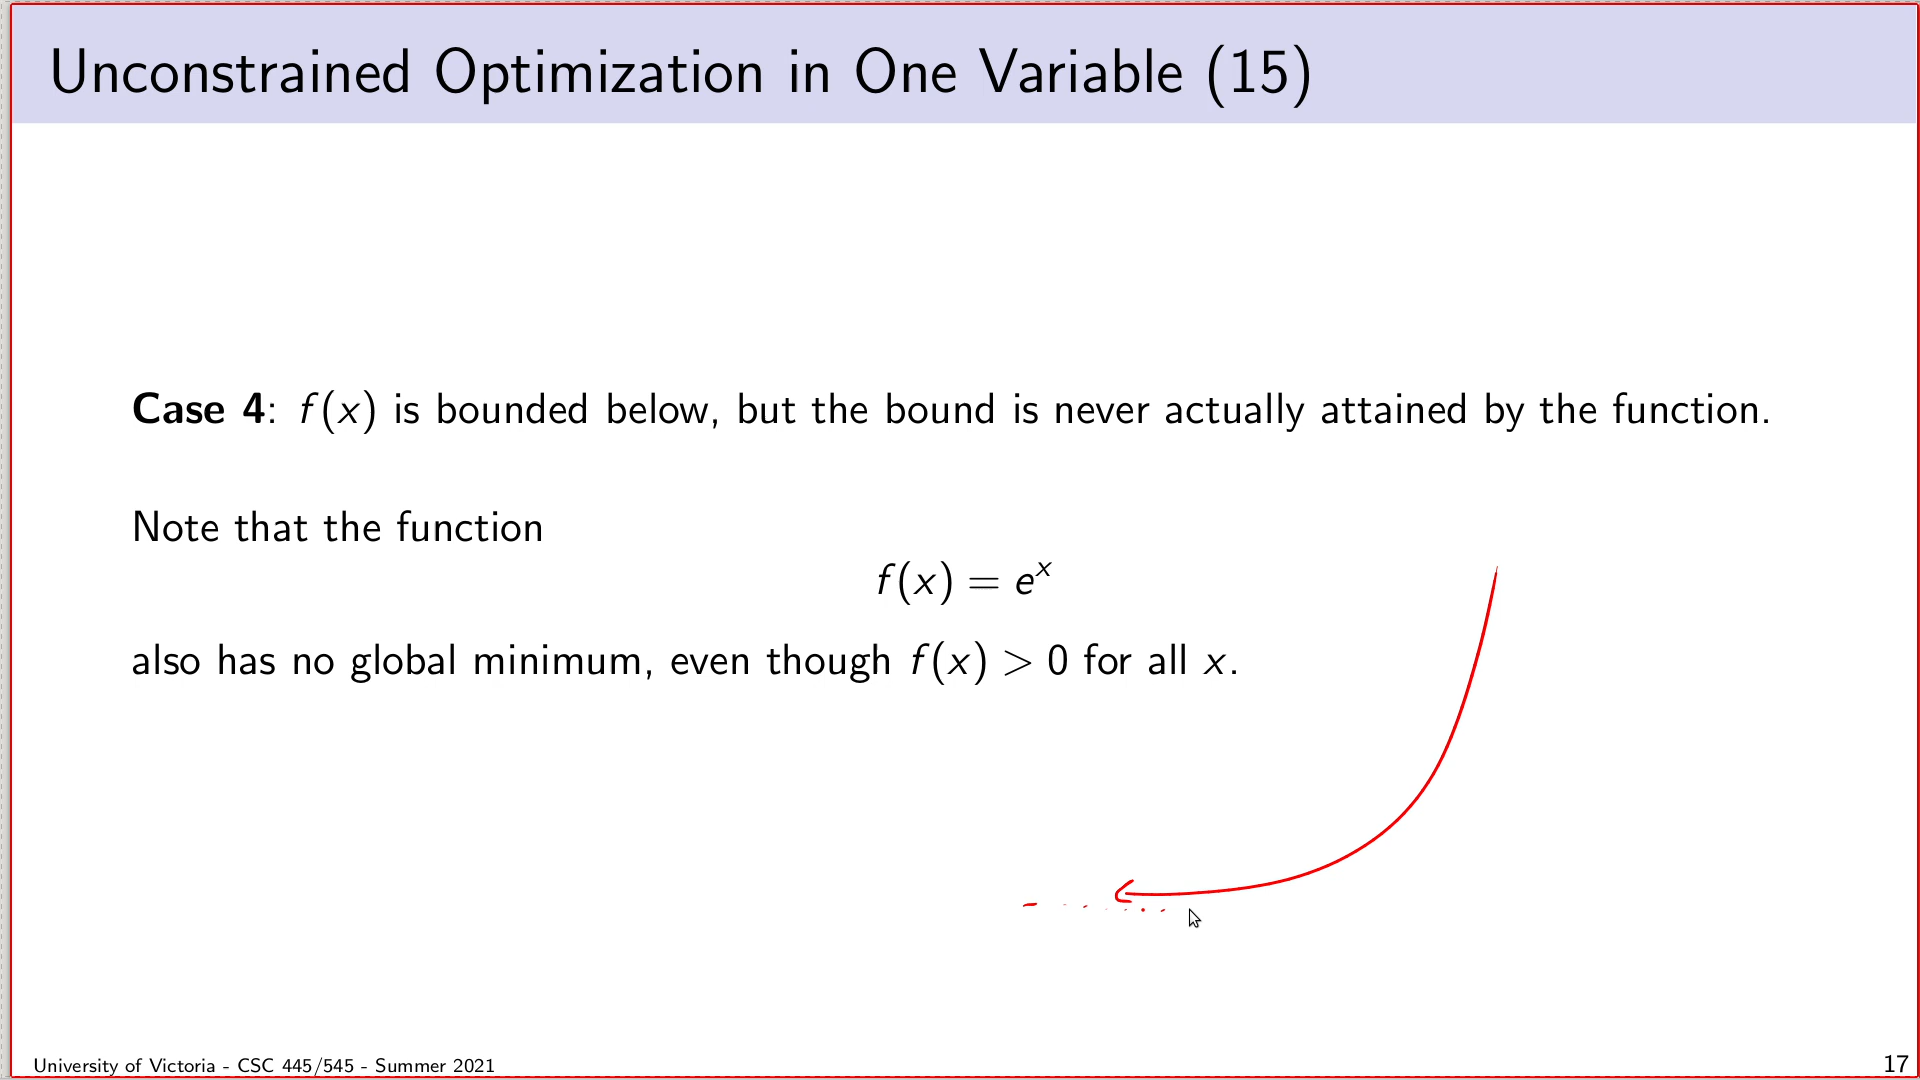 Unconstrained Optimization in One Variable (15)
Case 4: f(x) is bounded below, but the bound is never actually attained by the function.
Note that the function
f(x) = eˣ
also has no global minimum, even though f(x) > 0 for all x.
University of Victoria - CSC 445/545 - Summer 2021
17